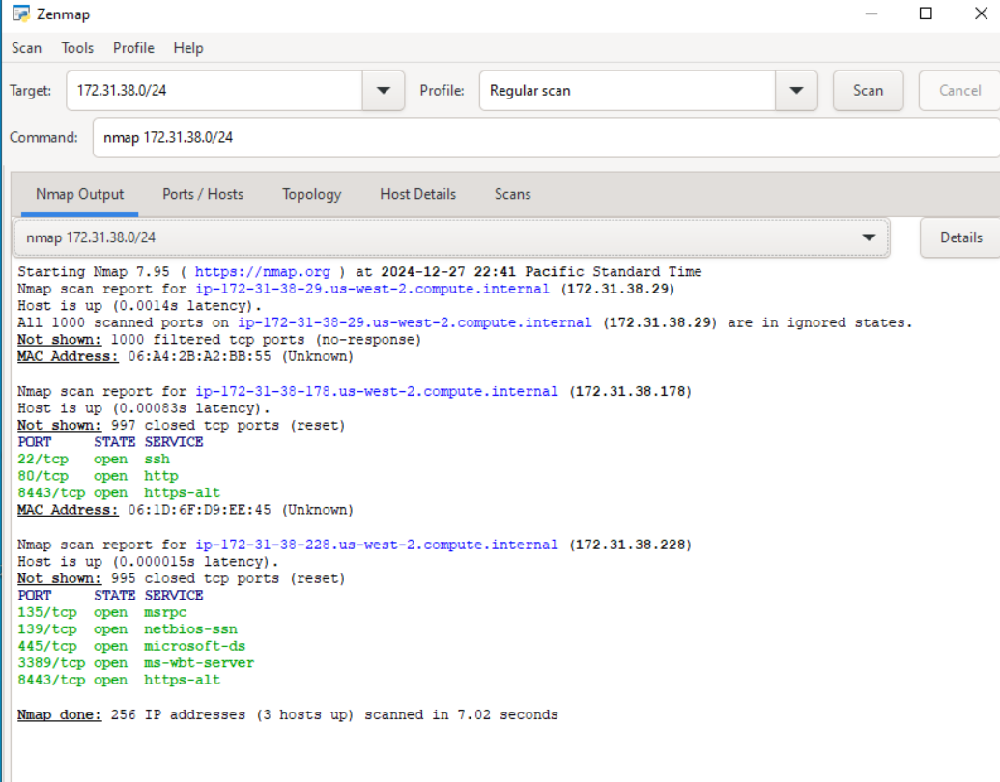 Zenmap
Scan Tools Profile Help
Target: 172.31.38.0/24 Profile: Regular scan Scan Cancel
Command: nmap 172.31.38.0/24
Nmap Output Ports / Hosts Topology Host Details Scans
nmap 172.31.38.0/24 Details
Starting Nmap 7.95 ( https://nmap.org ) at 2024-12-27 22:41 Pacific Standard Time
Nmap scan report for ip-172-31-38-29.us-west-2.compute.internal (172.31.38.29)
Host is up (0.0014s latency).
All 1000 scanned ports on ip-172-31-38-29.us-west-2.compute.internal (172.31.38.29) are in ignored states.
Not shown: 1000 filtered tcp ports (no-response)
MAC Address: 06:A4:2B:A2:BB:55 (Unknown)
Nmap scan report for ip-172-31-38-178.us-west-2.compute.internal (172.31.38.178)
Host is up (0.00083s latency).
Not shown: 997 closed tcp ports (reset)
PORT STATE SERVICE
22/tcp open ssh
80/tcp open http
8443/tcp open https-alt
MAC Address: 06:1D:6F:D9:EE:45 (Unknown)
Nmap scan report for ip-172-31-38-228.us-west-2.compute.internal (172.31.38.228)
Host is up (0.000015s latency).
Not shown: 995 closed tcp ports (reset)
PORT STATE SERVICE
135/tcp open msrpc
139/tcp open netbios-ssn
445/tcp open microsoft-ds
3389/tcp open ms-wbt-server
8443/tcp open https-alt
Nmap done: 256 IP addresses (3 hosts up) scanned in 7.02 seconds